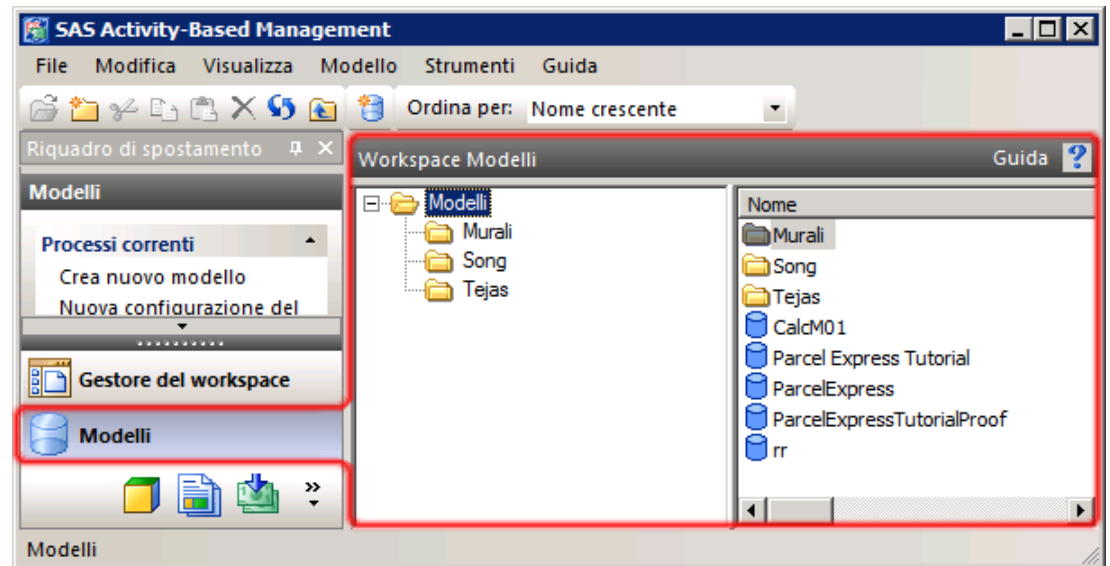 SAS Activity-Based Management
File Modifica Visualizza Modello Strumenti Guida
Ordina per: Nome crescente
Riquadro di spostamento
Workspace Modelli Guida ?
Modelli
Processi correnti
Crea nuovo modello
Nuova configurazione del
Gestore del workspace
Modelli
Modelli
Murali
Song
Tejas
Nome
Murali
Song
Tejas
CalcM01
Parcel Express Tutorial
ParcelExpress
ParcelExpressTutorialProof
rr
Modelli